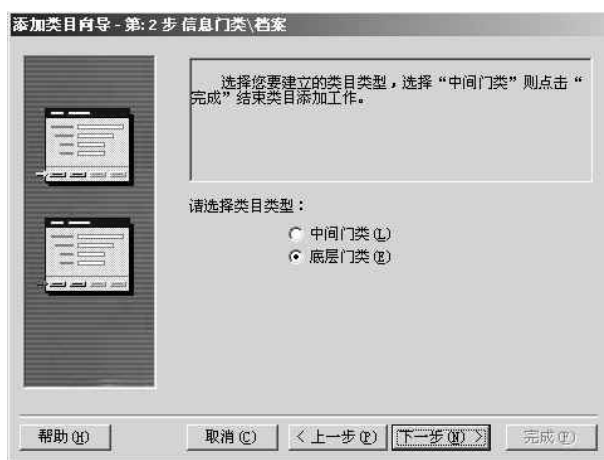 添加类目向导 - 第: 2 步 信息门类\档案
选择您要建立的类目类型，选择“中间门类”则点击“
完成”结束类目添加工作。
请选择类目类型：
中间门类(L)
底层门类(E)
帮助(H)
取消(C)
< 上一步(P)
下一步(N) >
完成(F)